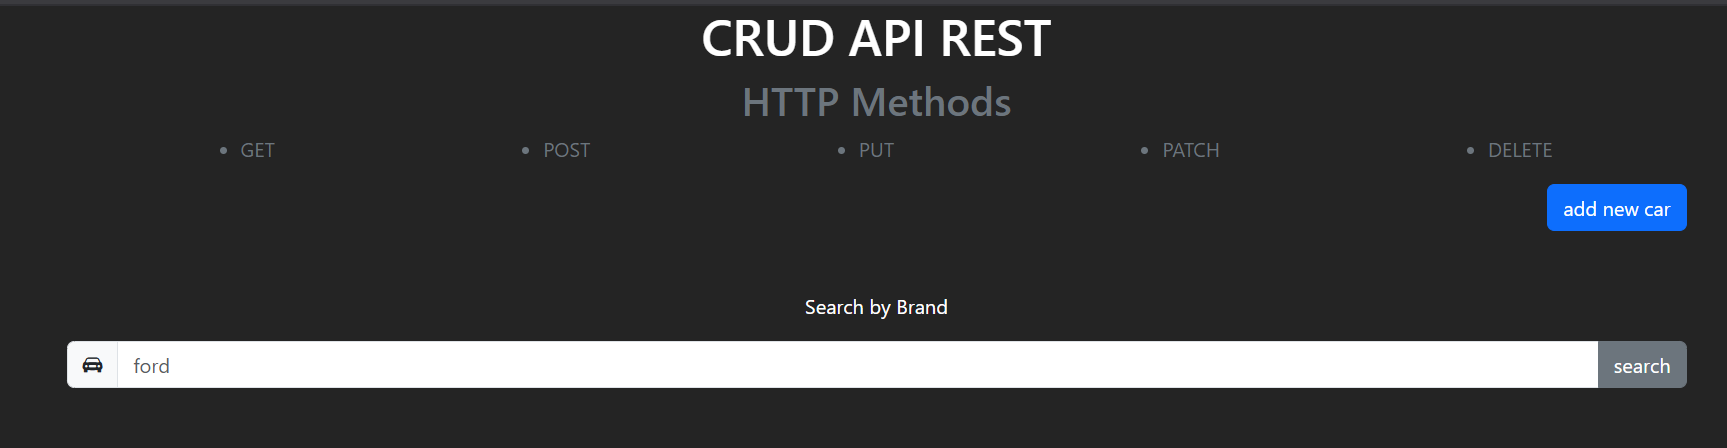 CRUD API REST
HTTP Methods
GET POST PUT PATCH DELETE
add new car
Search by Brand
ford search